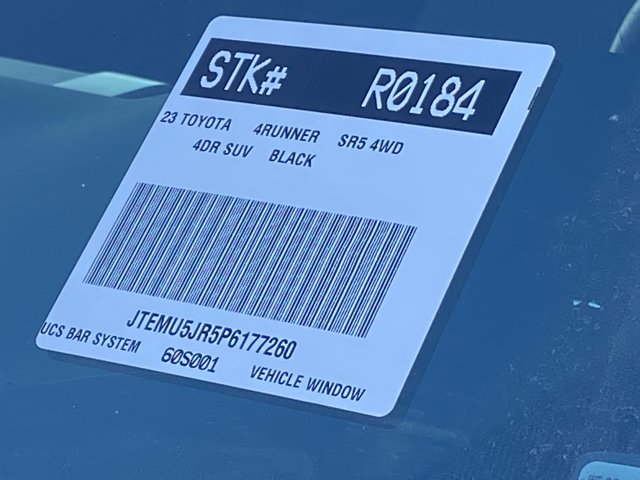 STK# R0184
23 TOYOTA 4RUNNER SR5 4WD
4DR SUV BLACK
JTEMU5JR5P6177260
UCS BAR SYSTEM 60S001 VEHICLE WINDOW